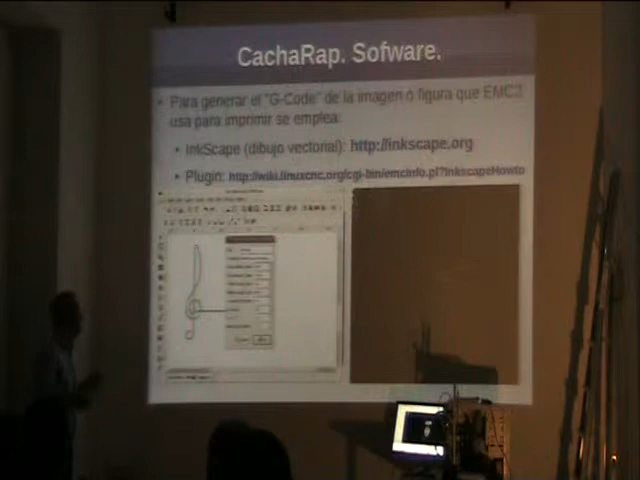 CachaRap. Sofware.
• Para generar el "G-Code" de la imagen o figura que EMC2
usa para imprimir se emplea:
• InkScape (dibujo vectorial): http://inkscape.org
• Plugin: http://wiki.linuxcnc.org/cgi-bin/emcinfo.pl?InkscapeHowto